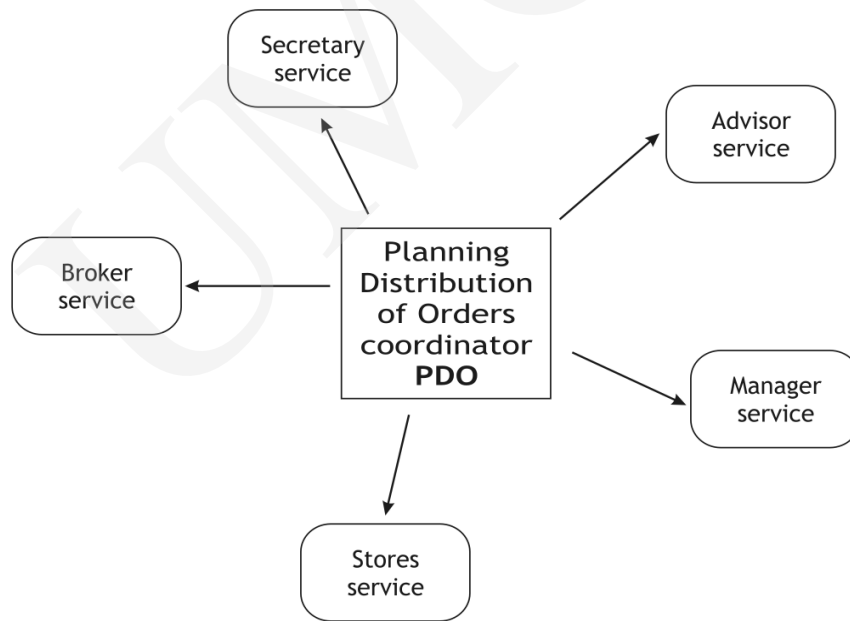 Secretary
service
Advisor
service
Planning
Distribution
of Orders
coordinator
PDO
Broker
service
Manager
service
Stores
service